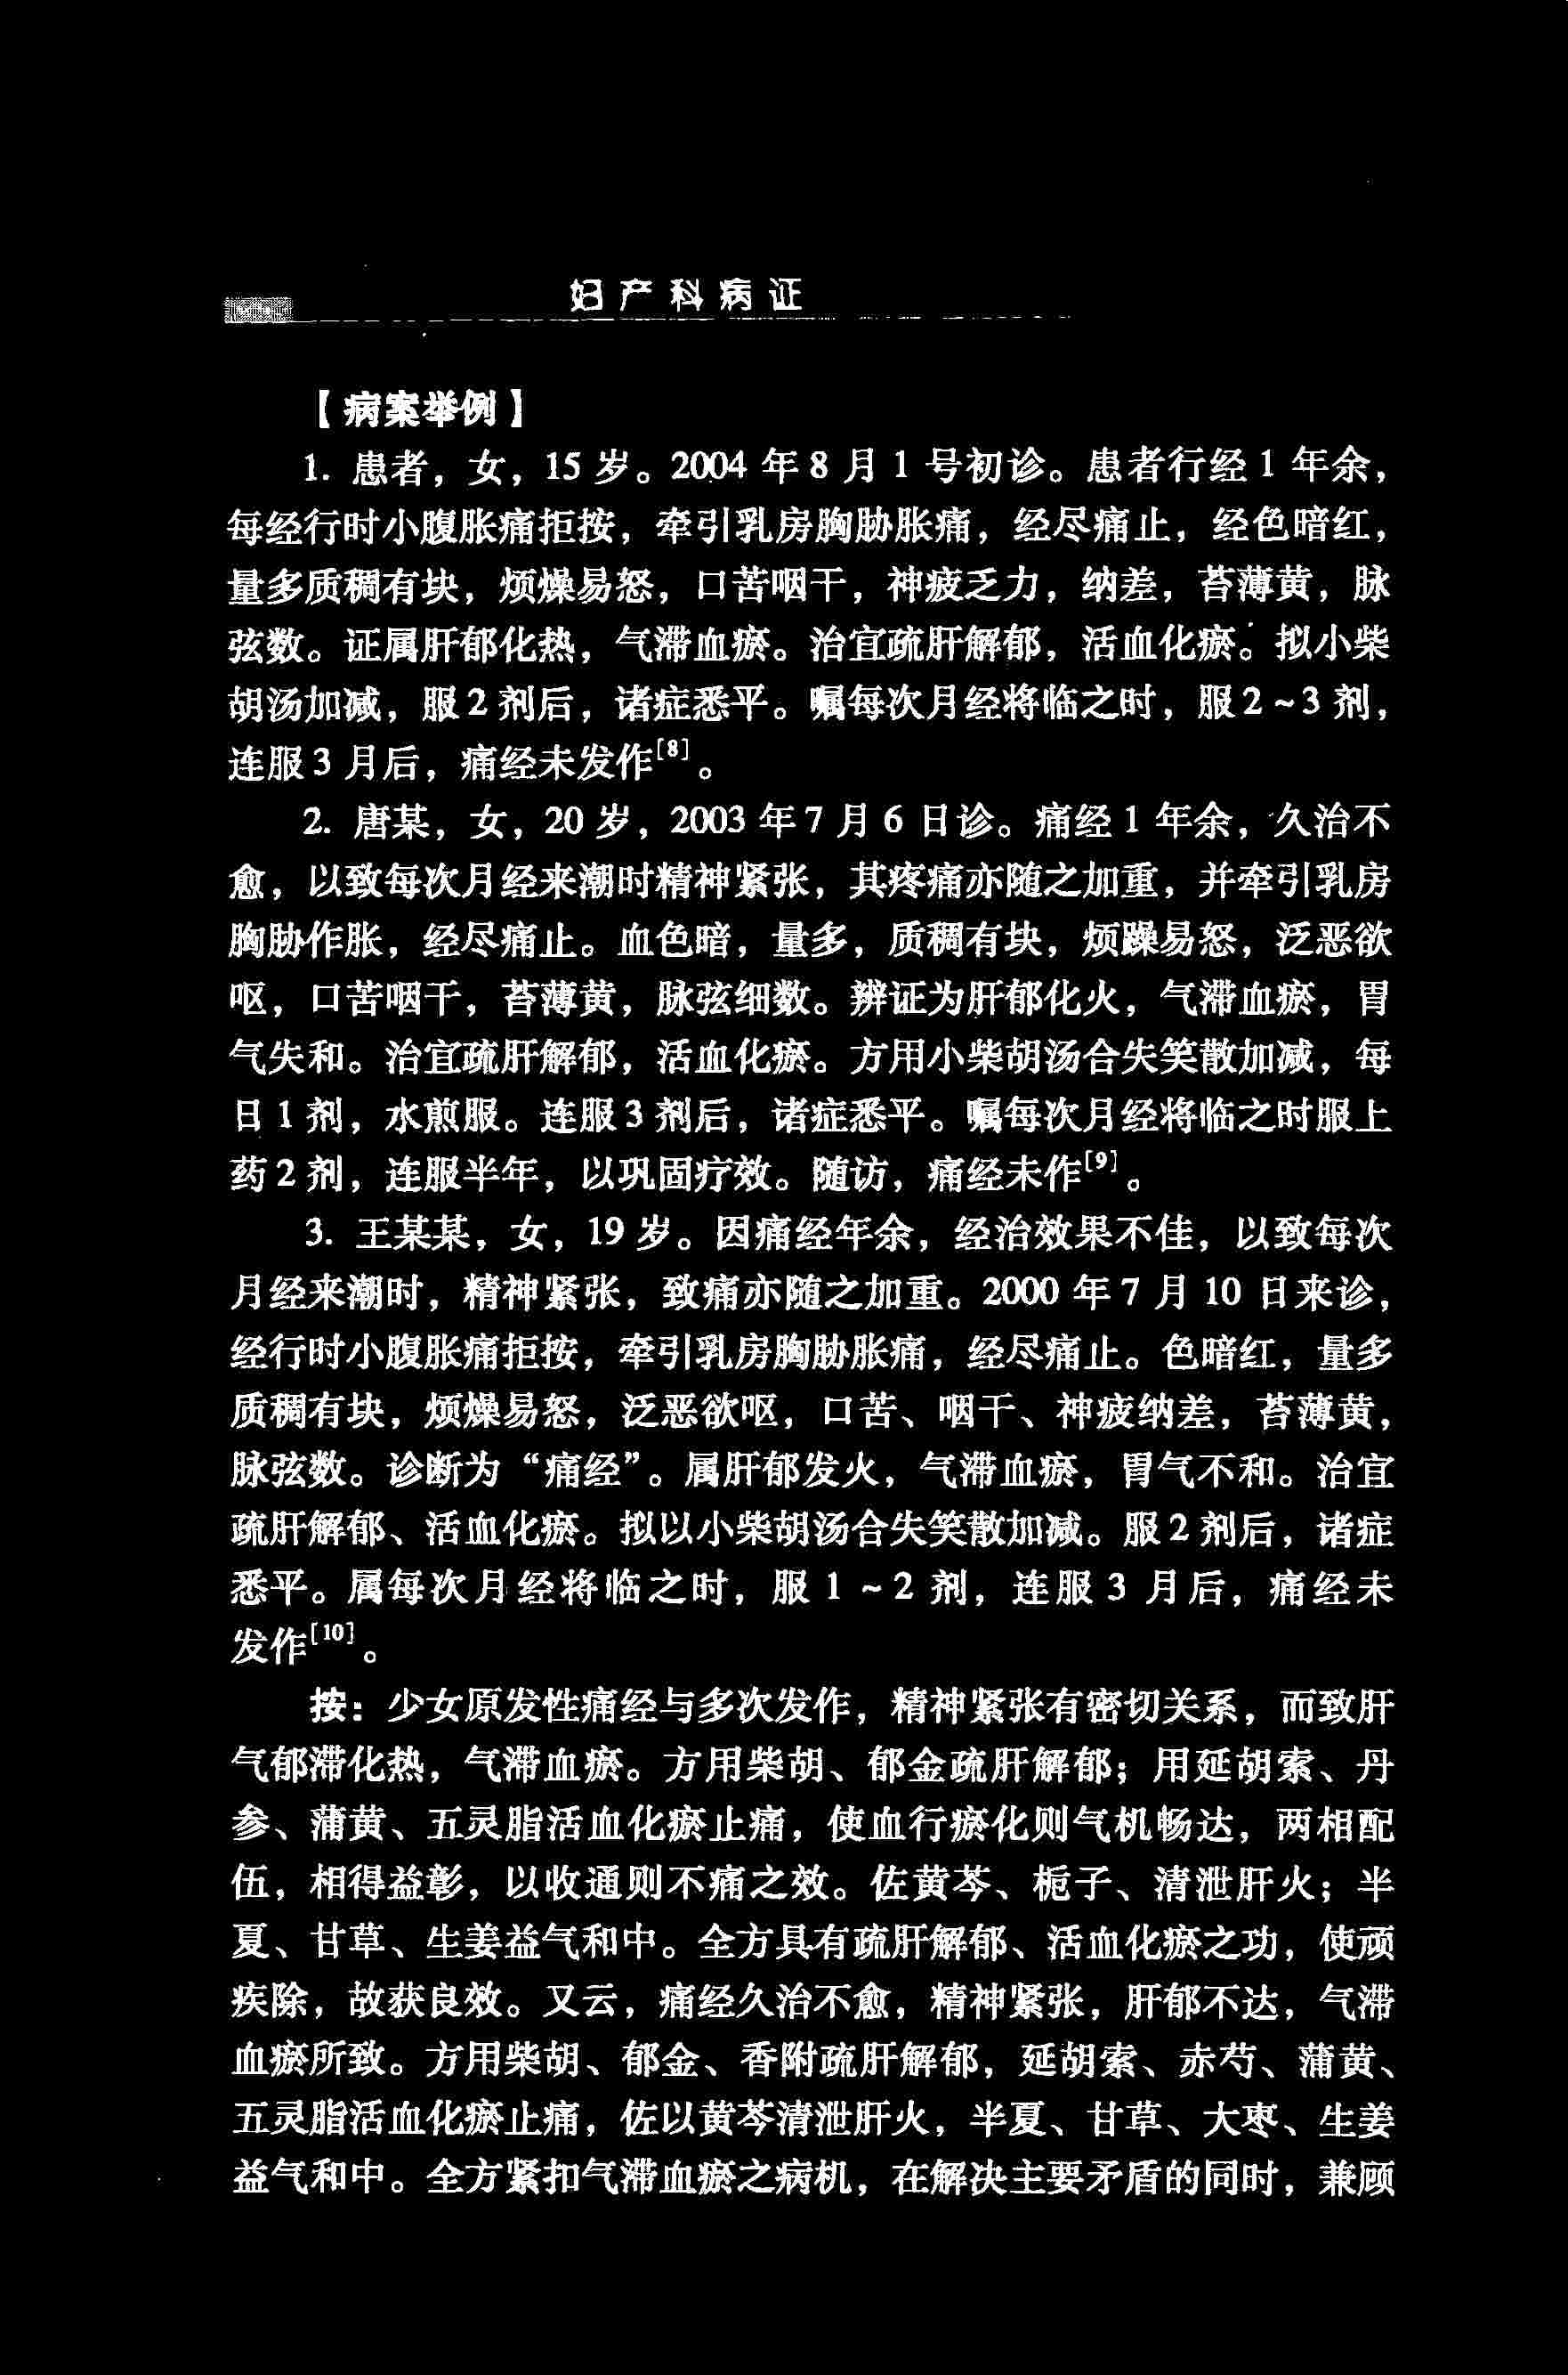 妇产科病证
【病案举例】
1. 患者，女，15岁。2004年8月1号初诊。患者行经1年余，
每经行时小腹胀痛拒按，牵引乳房胸胁胀痛，经尽痛止，经色暗红，
量多质稠有块，烦燥易怒，口苦咽干，神疲乏力，纳差，苔薄黄，脉
弦数。证属肝郁化热，气滞血瘀。治宜疏肝解郁，活血化瘀。拟小柴
胡汤加减，服2剂后，诸症悉平。嘱每次月经将临之时，服2~3剂，
连服3月后，痛经未发作[8]。
2. 唐某，女，20岁，2003年7月6日诊。痛经1年余，久治不
愈，以致每次月经来潮时精神紧张，其疼痛亦随之加重，并牵引乳房
胸胁作胀，经尽痛止。血色暗，量多，质稠有块，烦躁易怒，泛恶欲
呕，口苦咽干，苔薄黄，脉弦细数。辨证为肝郁化火，气滞血瘀，胃
气失和。治宜疏肝解郁，活血化瘀。方用小柴胡汤合失笑散加减，每
日1剂，水煎服。连服3剂后，诸症悉平。嘱每次月经将临之时服上
药2剂，连服半年，以巩固疗效。随访，痛经未作[9]。
3. 王某某，女，19岁。因痛经年余，经治效果不佳，以致每次
月经来潮时，精神紧张，致痛亦随之加重。2000年7月10日来诊，
经行时小腹胀痛拒按，牵引乳房胸胁胀痛，经尽痛止。色暗红，量多
质稠有块，烦燥易怒，泛恶欲呕，口苦、咽干、神疲纳差，苔薄黄，
脉弦数。诊断为“痛经”。属肝郁发火，气滞血瘀，胃气不和。治宜
疏肝解郁、活血化瘀。拟以小柴胡汤合失笑散加减。服2剂后，诸症
悉平。属每次月经将临之时，服1~2剂，连服3月后，痛经未
发作[10]。
按：少女原发性痛经与多次发作，精神紧张有密切关系，而致肝
气郁滞化热，气滞血瘀。方用柴胡、郁金疏肝解郁；用延胡索、丹
参、蒲黄、五灵脂活血化瘀止痛，使血行瘀化则气机畅达，两相配
伍，相得益彰，以收通则不痛之效。佐黄芩、栀子、清泄肝火；半
夏、甘草、生姜益气和中。全方具有疏肝解郁、活血化瘀之功，使顽
疾除，故获良效。又云，痛经久治不愈，精神紧张，肝郁不达，气滞
血瘀所致。方用柴胡、郁金、香附疏肝解郁，延胡索、赤芍、蒲黄、
五灵脂活血化瘀止痛，佐以黄芩清泄肝火，半夏、甘草、大枣、生姜
益气和中。全方紧扣气滞血瘀之病机，在解决主要矛盾的同时，兼顾